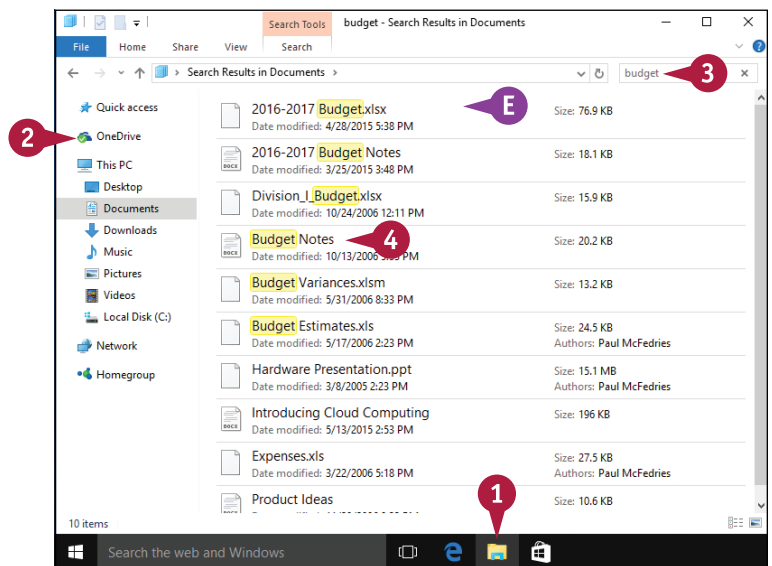 Search Tools
budget - Search Results in Documents
File
Home
Share
View
Search
Search Results in Documents
budget
3
2
Quick access
OneDrive
This PC
Desktop
Documents
Downloads
Music
Pictures
Videos
Local Disk (C:)
Network
Homegroup
2016-2017 Budget.xlsx
Date modified: 4/28/2015 5:38 PM
E
Size: 76.9 KB
DOCX
2016-2017 Budget Notes
Date modified: 3/25/2015 3:48 PM
Size: 18.1 KB
Division_I_Budget.xlsx
Date modified: 10/24/2006 12:11 PM
Size: 15.9 KB
DOCX
Budget Notes
4
Date modified: 10/13/2006 PM
Size: 20.2 KB
Budget Variances.xlsm
Date modified: 5/31/2006 8:33 PM
Size: 13.2 KB
Budget Estimates.xls
Date modified: 5/17/2006 2:23 PM
Size: 24.5 KB
Authors: Paul McFedries
Hardware Presentation.ppt
Date modified: 3/8/2005 2:23 PM
Size: 15.1 MB
Authors: Paul McFedries
DOCX
Introducing Cloud Computing
Date modified: 5/13/2015 2:53 PM
Size: 196 KB
Expenses.xls
Date modified: 3/22/2006 5:18 PM
Size: 27.5 KB
Authors: Paul McFedries
DOCX
Product Ideas
Size: 10.6 KB
1
10 items
Search the web and Windows